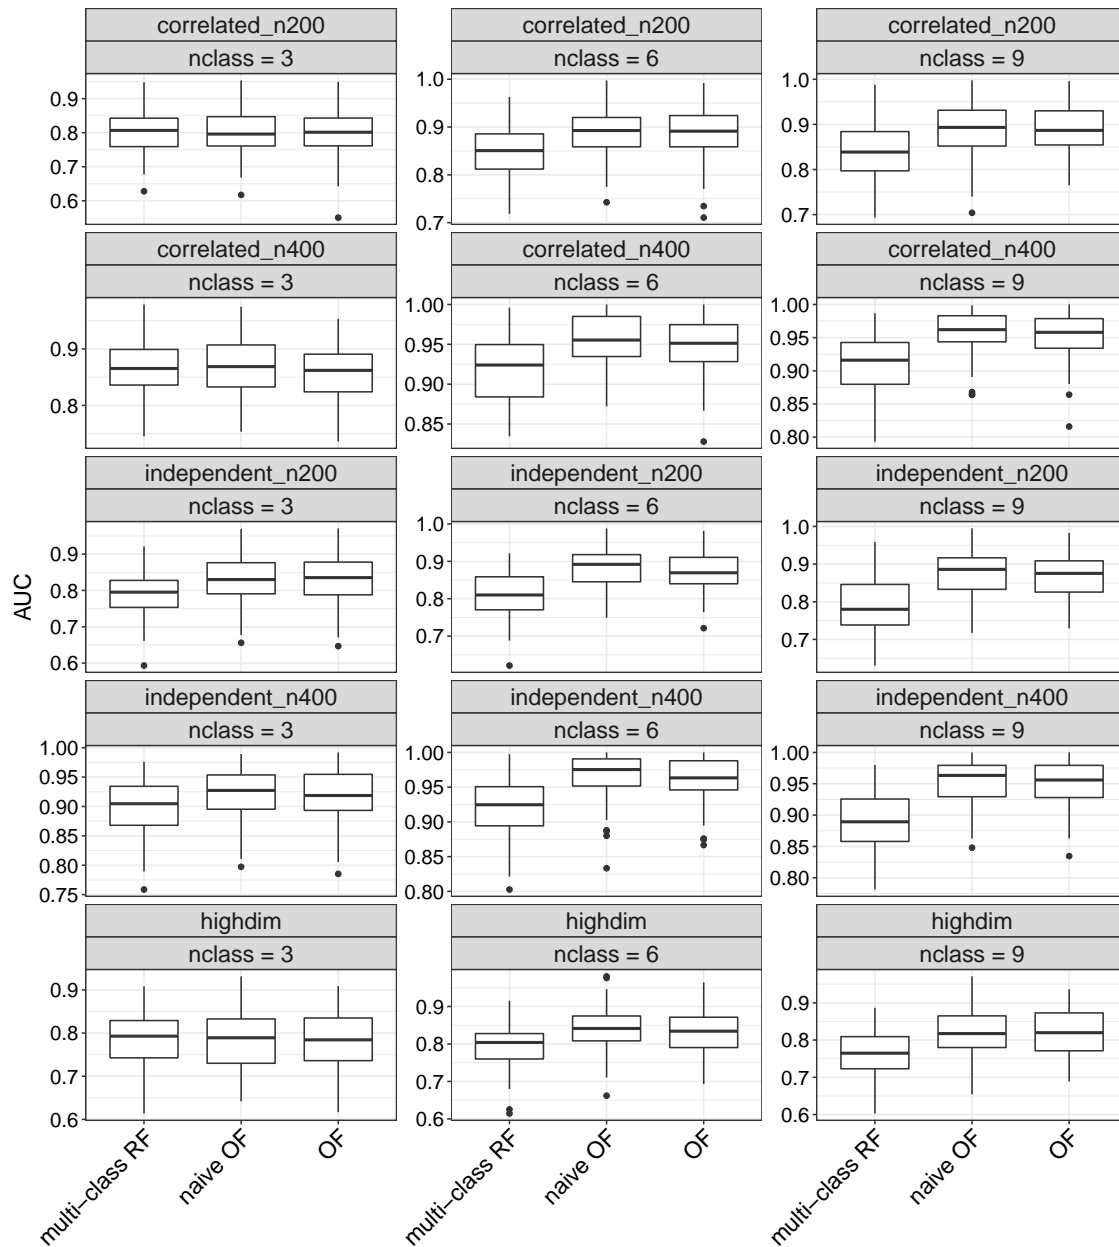 correlated_n200
correlated_n200
correlated_n200
nclass = 3
nclass = 6
nclass = 9
0.9
0.8
0.7
0.6
1.0
0.9
0.8
0.7
1.0
0.9
0.8
0.7
correlated_n400
correlated_n400
correlated_n400
nclass = 3
nclass = 6
nclass = 9
0.9
0.8
1.00
0.95
0.90
0.85
1.00
0.95
0.90
0.85
0.80
independent_n200
independent_n200
independent_n200
nclass = 3
nclass = 6
nclass = 9
0.9
0.8
0.7
0.6
1.0
0.9
0.8
0.7
1.0
0.9
0.8
0.7
AUC
independent_n400
independent_n400
independent_n400
nclass = 3
nclass = 6
nclass = 9
1.00
0.95
0.90
0.85
0.80
0.75
1.00
0.95
0.90
0.85
0.80
1.00
0.95
0.90
0.85
0.80
highdim
highdim
highdim
nclass = 3
nclass = 6
nclass = 9
0.9
0.8
0.7
0.6
0.9
0.8
0.7
0.6
0.9
0.8
0.7
0.6
multi−class RF
naive OF
OF
multi−class RF
naive OF
OF
multi−class RF
naive OF
OF